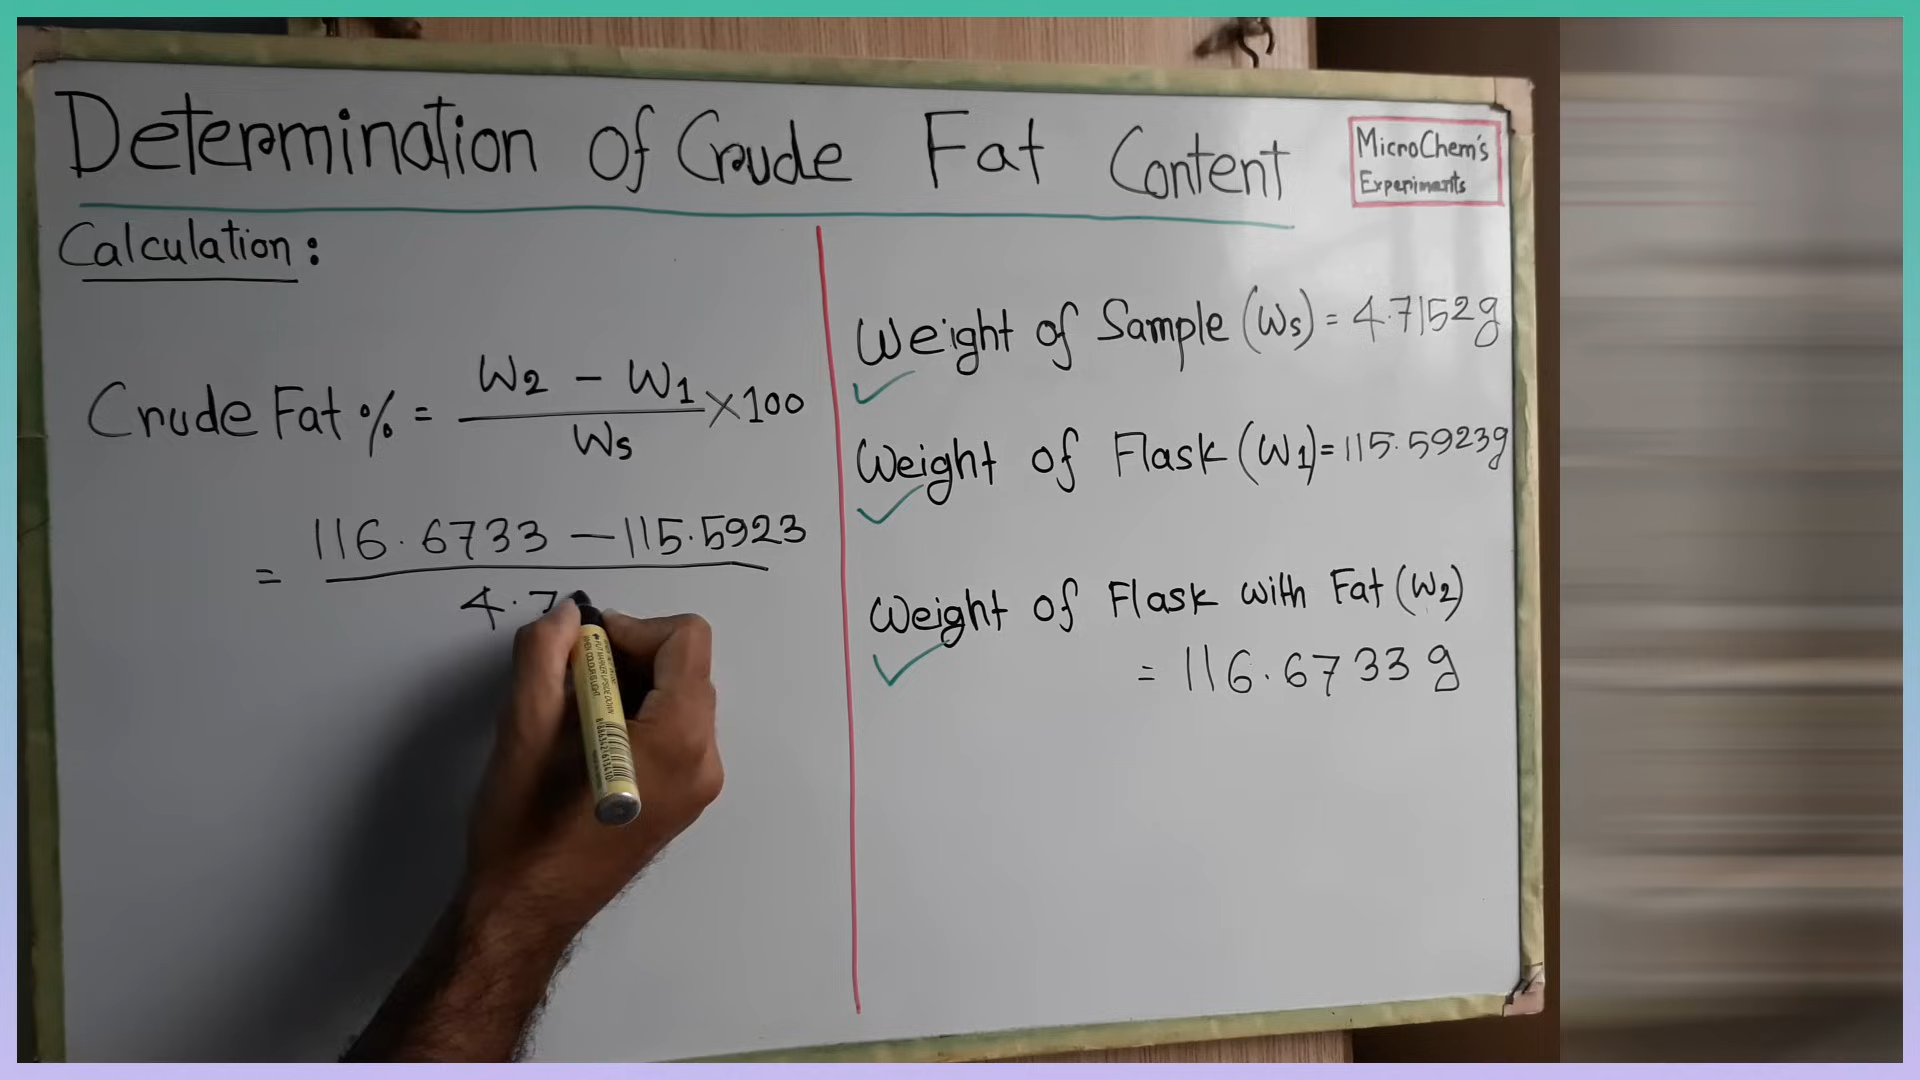 Determination of Crude Fat Content
MicroChem's
Experiments
Calculation:
Crude Fat % = W2 - W1 / Ws × 100
= 116.6733 - 115.5923 / 4.7
Weight of Sample (Ws) = 4.7152g
Weight of Flask (W1) = 115.5923g
Weight of Flask with Fat (W2)
= 116.6733 g